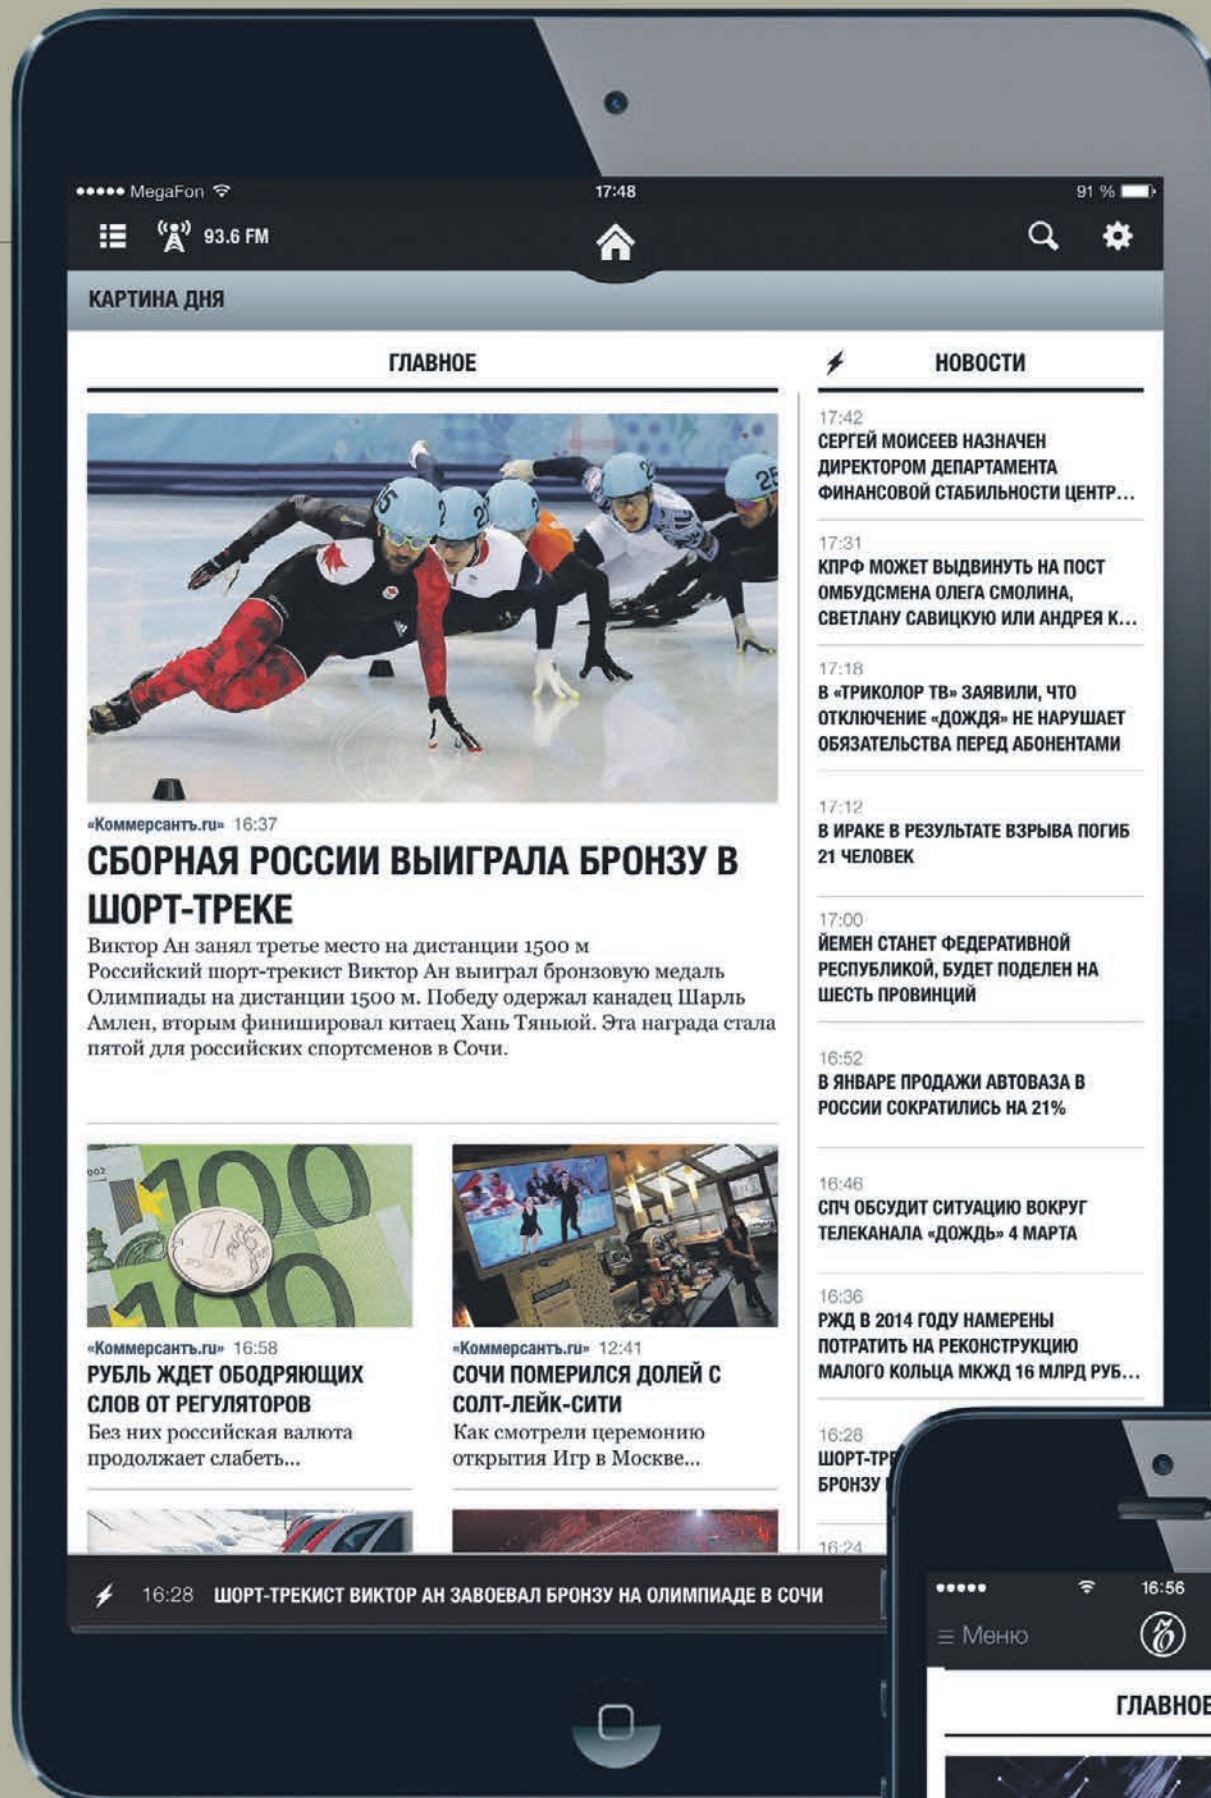 MegaFon
17:48
91 %
93.6 FM
КАРТИНА ДНЯ
ГЛАВНОЕ
«Коммерсантъ.ru» 16:37
СБОРНАЯ РОССИИ ВЫИГРАЛА БРОНЗУ В
ШОРТ-ТРЕКЕ
Виктор Ан занял третье место на дистанции 1500 м
Российский шорт-трекист Виктор Ан выиграл бронзовую медаль
Олимпиады на дистанции 1500 м. Победу одержал канадец Шарль
Амлен, вторым финишировал китаец Хань Тяньюй. Эта награда стала
пятой для российских спортсменов в Сочи.
002
100
1
РУБЛЬ
100
«Коммерсантъ.ru» 16:58
РУБЛЬ ЖДЕТ ОБОДРЯЮЩИХ
СЛОВ ОТ РЕГУЛЯТОРОВ
Без них российская валюта
продолжает слабеть...
«Коммерсантъ.ru» 12:41
СОЧИ ПОМЕРИЛСЯ ДОЛЕЙ С
СОЛТ-ЛЕЙК-СИТИ
Как смотрели церемонию
открытия Игр в Москве...
НОВОСТИ
17:42
СЕРГЕЙ МОИСЕЕВ НАЗНАЧЕН
ДИРЕКТОРОМ ДЕПАРТАМЕНТА
ФИНАНСОВОЙ СТАБИЛЬНОСТИ ЦЕНТР...
17:31
КПРФ МОЖЕТ ВЫДВИНУТЬ НА ПОСТ
ОМБУДСМЕНА ОЛЕГА СМОЛИНА,
СВЕТЛАНУ САВИЦКУЮ ИЛИ АНДРЕЯ К...
17:18
В «ТРИКОЛОР ТВ» ЗАЯВИЛИ, ЧТО
ОТКЛЮЧЕНИЕ «ДОЖДЯ» НЕ НАРУШАЕТ
ОБЯЗАТЕЛЬСТВА ПЕРЕД АБОНЕНТАМИ
17:12
В ИРАКЕ В РЕЗУЛЬТАТЕ ВЗРЫВА ПОГИБ
21 ЧЕЛОВЕК
17:00
ЙЕМЕН СТАНЕТ ФЕДЕРАТИВНОЙ
РЕСПУБЛИКОЙ, БУДЕТ ПОДЕЛЕН НА
ШЕСТЬ ПРОВИНЦИЙ
16:52
В ЯНВАРЕ ПРОДАЖИ АВТОВАЗА В
РОССИИ СОКРАТИЛИСЬ НА 21%
16:46
СПЧ ОБСУДИТ СИТУАЦИЮ ВОКРУГ
ТЕЛЕКАНАЛА «ДОЖДЬ» 4 МАРТА
16:36
РЖД В 2014 ГОДУ НАМЕРЕНЫ
ПОТРАТИТЬ НА РЕКОНСТРУКЦИЮ
МАЛОГО КОЛЬЦА МКЖД 16 МЛРД РУБ...
16:28
ШОРТ-ТРЕ
БРОНЗУ
16:24
16:28 ШОРТ-ТРЕКИСТ ВИКТОР АН ЗАВОЕВАЛ БРОНЗУ НА ОЛИМПИАДЕ В СОЧИ
16:56
Меню
ГЛАВНОЕ